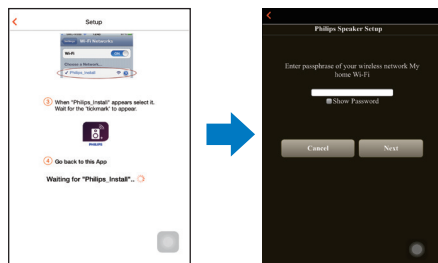 Setup
Settings Wi-Fi Networks
Wi-Fi
Choose a Network...
✓ Philips_Install
3 When "Philips_Install" appears select it.
Wait for the 'tickmark' to appear.
PHILIPS
4 Go back to this App
Waiting for "Philips_Install"..
Philips Speaker Setup
Enter passphrase of your wireless network My
home Wi-Fi
Show Password
Cancel Next